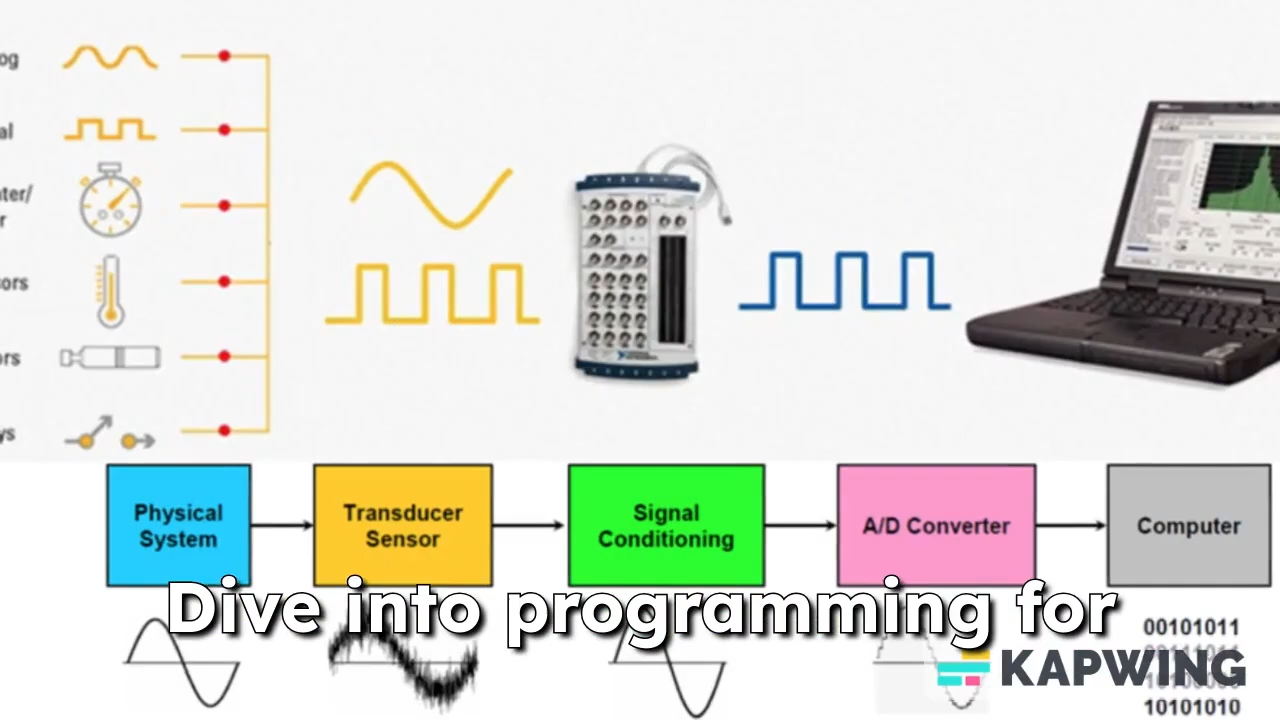 og
al
ter/
r
ors
ors
ys
Physical
System
Transducer
Sensor
Signal
Conditioning
A/D Converter
Computer
Dive into programming for
00101011
KAPWING
10101010